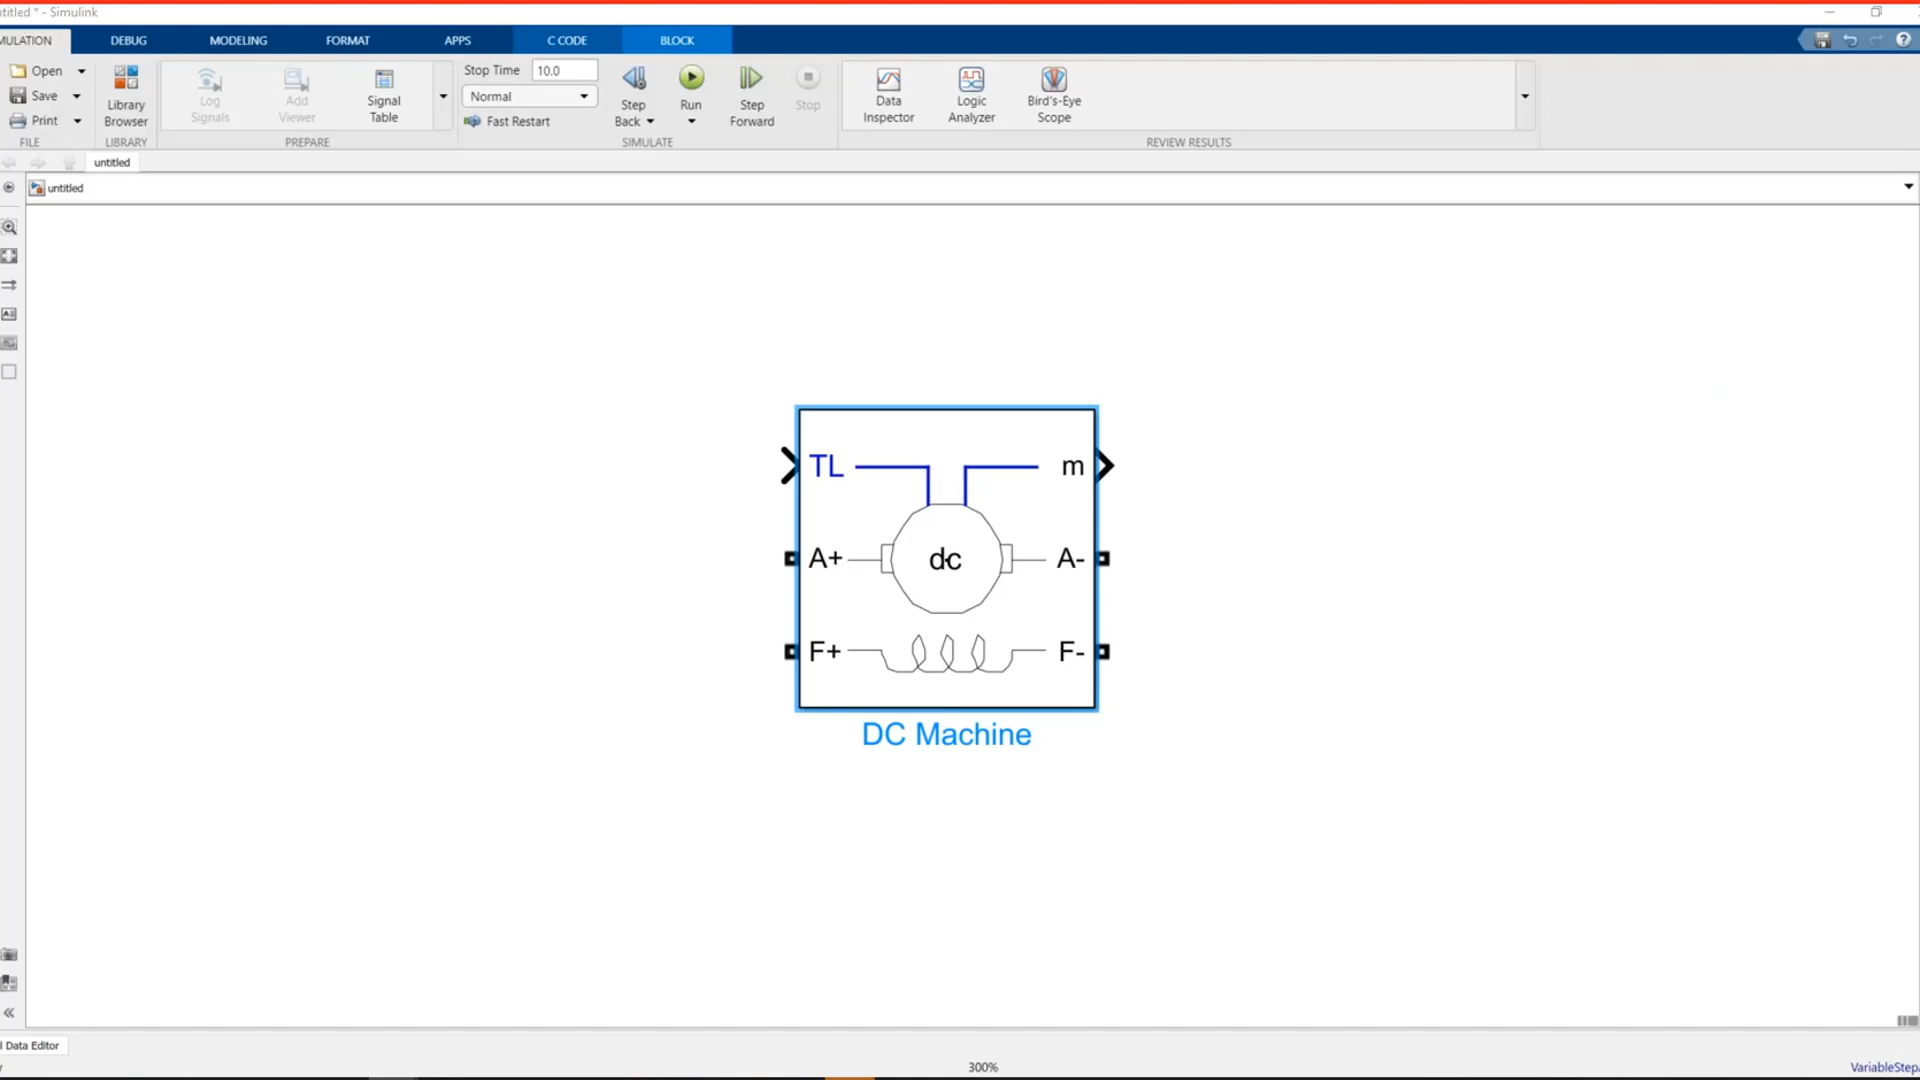 ntitled * - Simulink
MULATION DEBUG MODELING FORMAT APPS C CODE BLOCK
Open
Save
Print
FILE
Library
Browser
LIBRARY
Log
Signals
Add
Viewer
Signal
Table
PREPARE
Stop Time 10.0
Normal
Fast Restart
Step
Back
Run
Step
Forward
Stop
SIMULATE
Data
Inspector
Logic
Analyzer
Bird's-Eye
Scope
REVIEW RESULTS
untitled
untitled
TL m
A+ dc A-
F+ F-
DC Machine
l Data Editor
300%
VariableStep